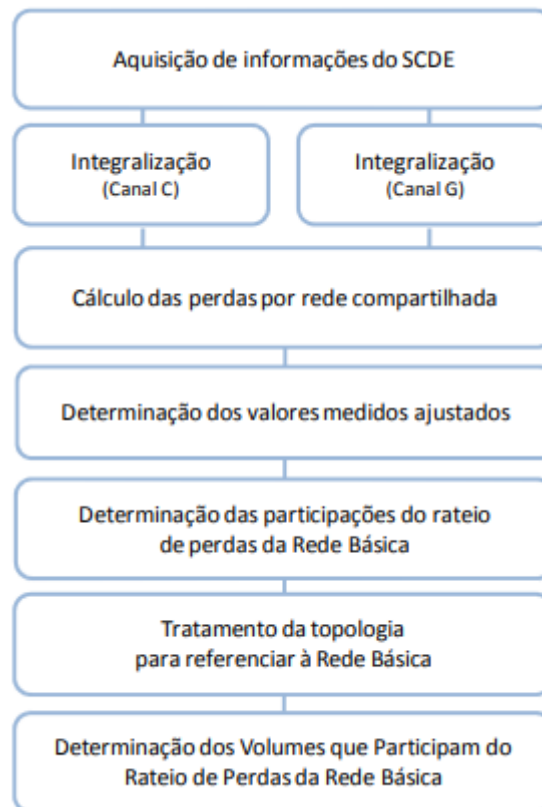 Aquisição de informações do SCDE
Integralização
(Canal C)
Integralização
(Canal G)
Cálculo das perdas por rede compartilhada
Determinação dos valores medidos ajustados
Determinação das participações do rateio
de perdas da Rede Básica
Tratamento da topologia
para referenciar à Rede Básica
Determinação dos Volumes que Participam do
Rateio de Perdas da Rede Básica